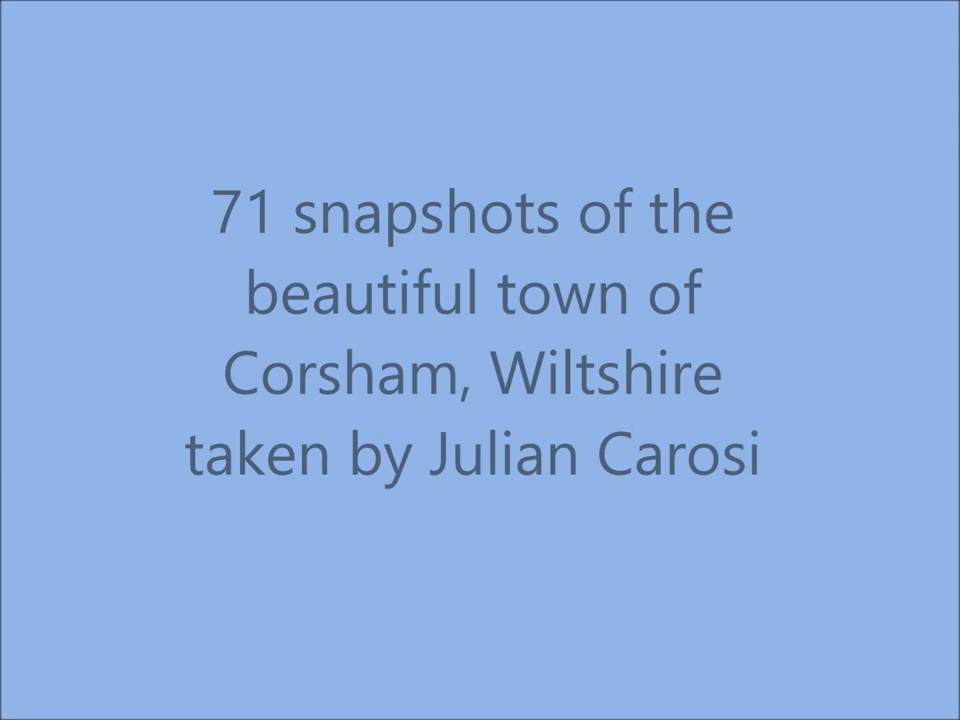 71 snapshots of the
beautiful town of
Corsham, Wiltshire
taken by Julian Carosi